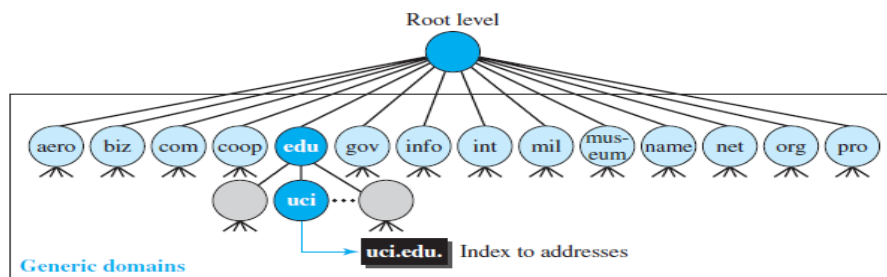 Root level
aero biz com coop edu gov info int mil mus-
eum name net org pro
uci ...
uci.edu. Index to addresses
Generic domains